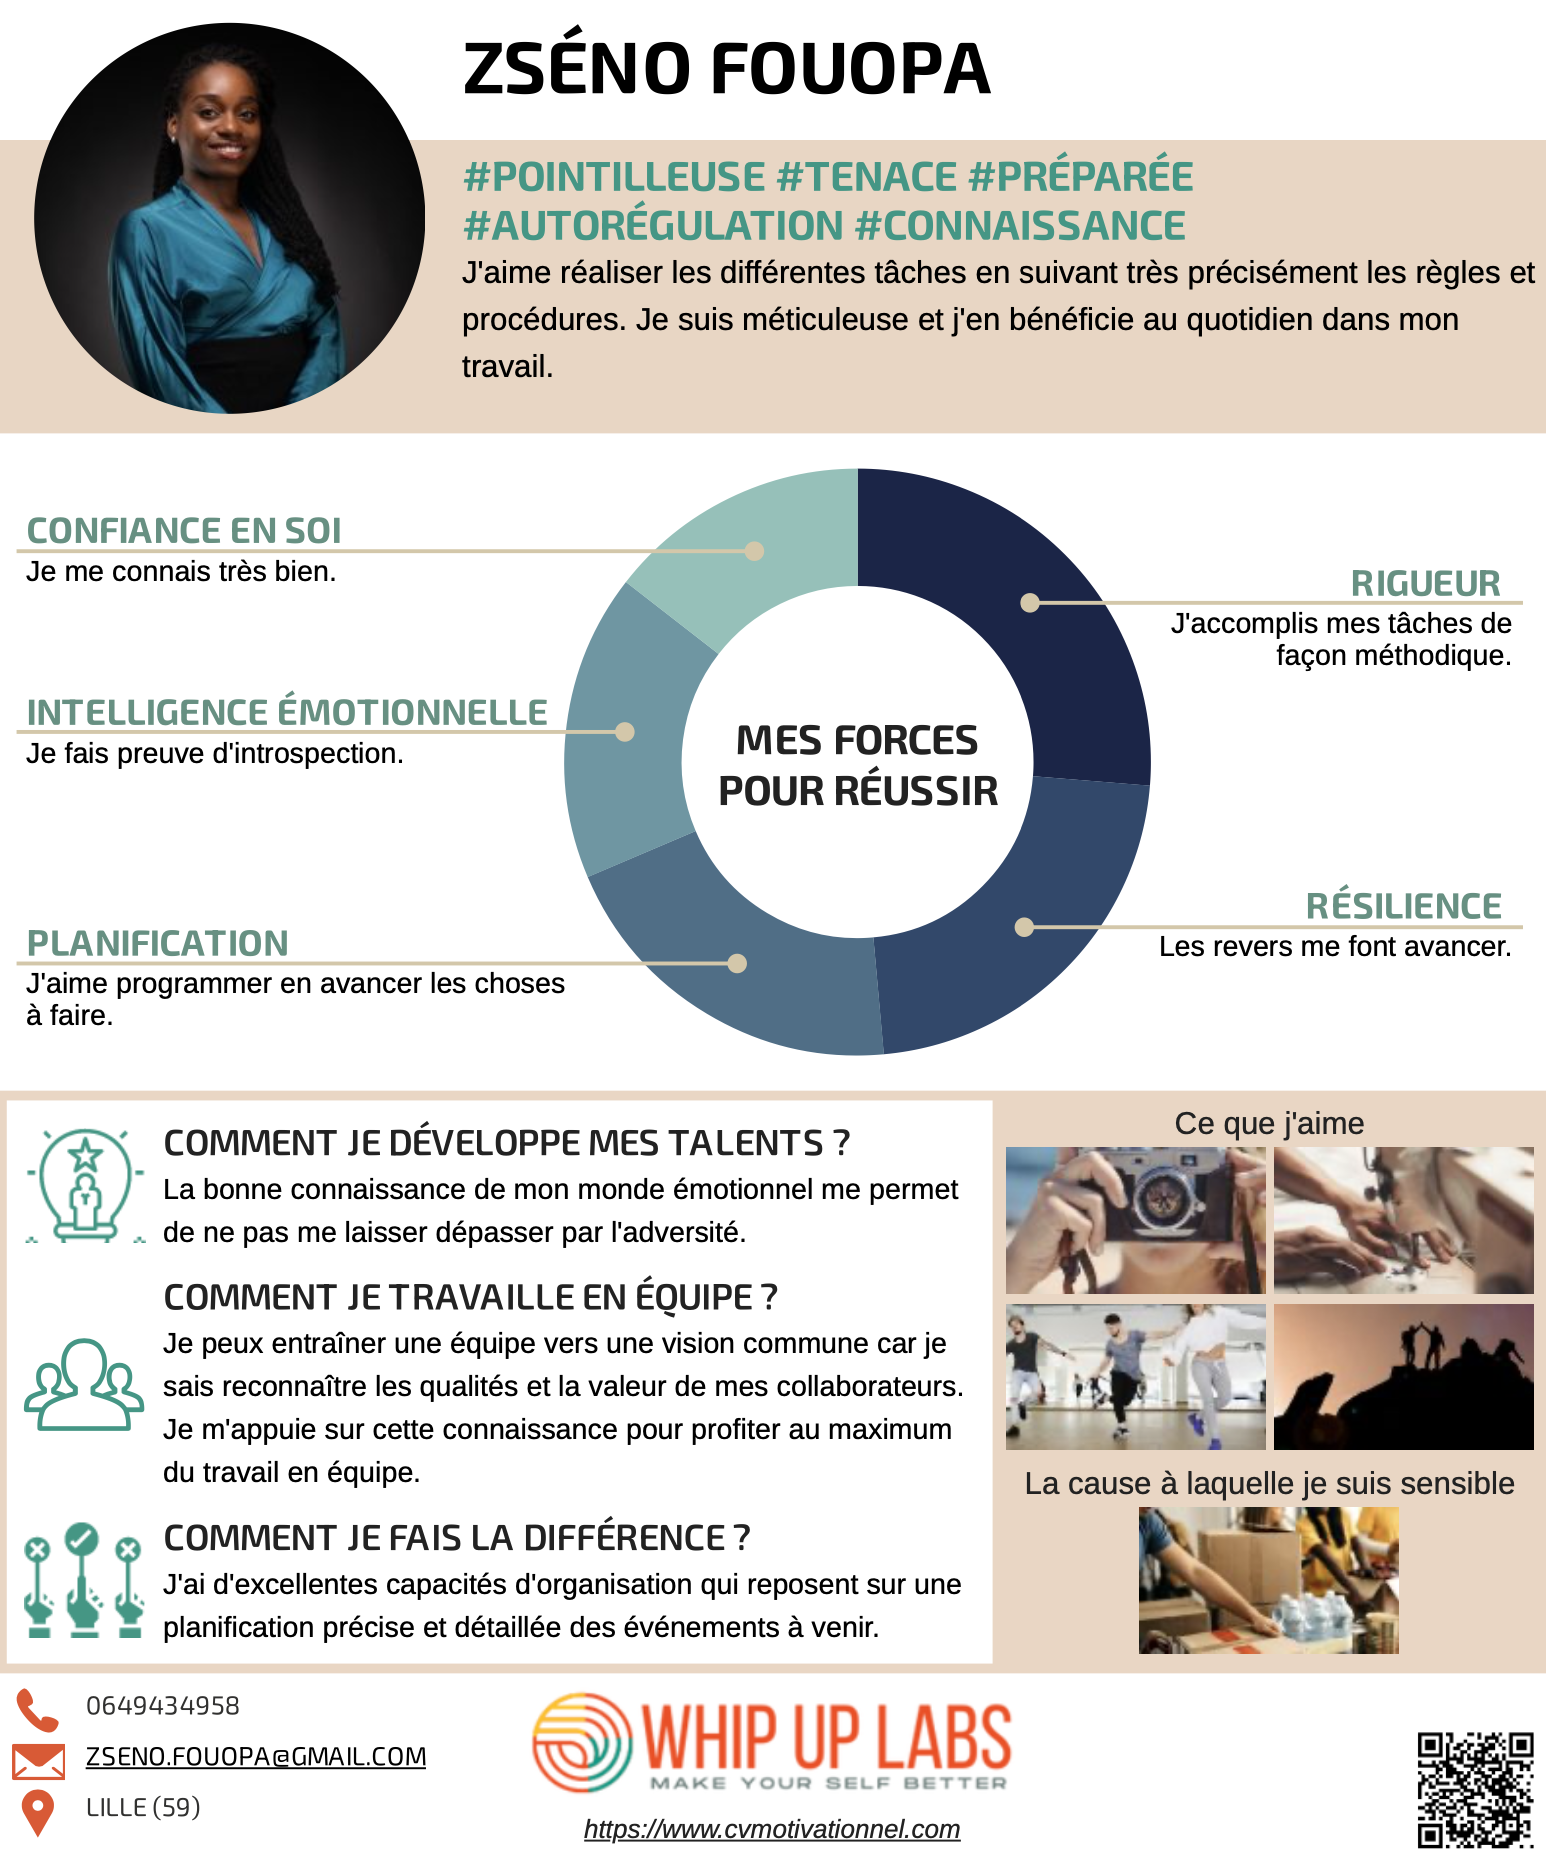 ZSÉNO FOUOPA
#POINTILLEUSE #TENACE #PRÉPARÉE
#AUTORÉGULATION #CONNAISSANCE
J'aime réaliser les différentes tâches en suivant très précisément les règles et
procédures. Je suis méticuleuse et j'en bénéficie au quotidien dans mon
travail.
CONFIANCE EN SOI
Je me connais très bien.
INTELLIGENCE ÉMOTIONNELLE
Je fais preuve d'introspection.
PLANIFICATION
J'aime programmer en avancer les choses
à faire.
MES FORCES
POUR RÉUSSIR
RIGUEUR
J'accomplis mes tâches de
façon méthodique.
RÉSILIENCE
Les revers me font avancer.
COMMENT JE DÉVELOPPE MES TALENTS ?
La bonne connaissance de mon monde émotionnel me permet
de ne pas me laisser dépasser par l'adversité.
COMMENT JE TRAVAILLE EN ÉQUIPE ?
Je peux entraîner une équipe vers une vision commune car je
sais reconnaître les qualités et la valeur de mes collaborateurs.
Je m'appuie sur cette connaissance pour profiter au maximum
du travail en équipe.
COMMENT JE FAIS LA DIFFÉRENCE ?
J'ai d'excellentes capacités d'organisation qui reposent sur une
planification précise et détaillée des événements à venir.
Ce que j'aime
La cause à laquelle je suis sensible
0649434958
ZSENO.FOUOPA@GMAIL.COM
LILLE (59)
WHIP UP LABS
MAKE YOUR SELF BETTER
https://www.cvmotivationnel.com